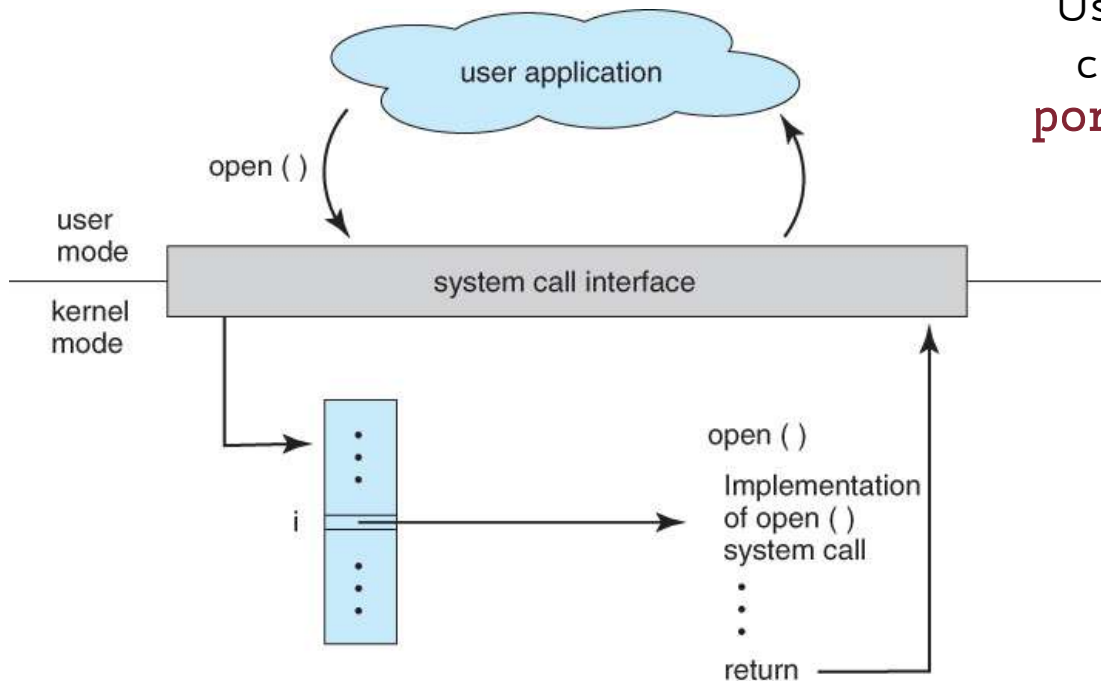 user application
open ( )
user
mode
system call interface
kernel
mode
open ( )
Implementation
of open ( )
system call
i
return